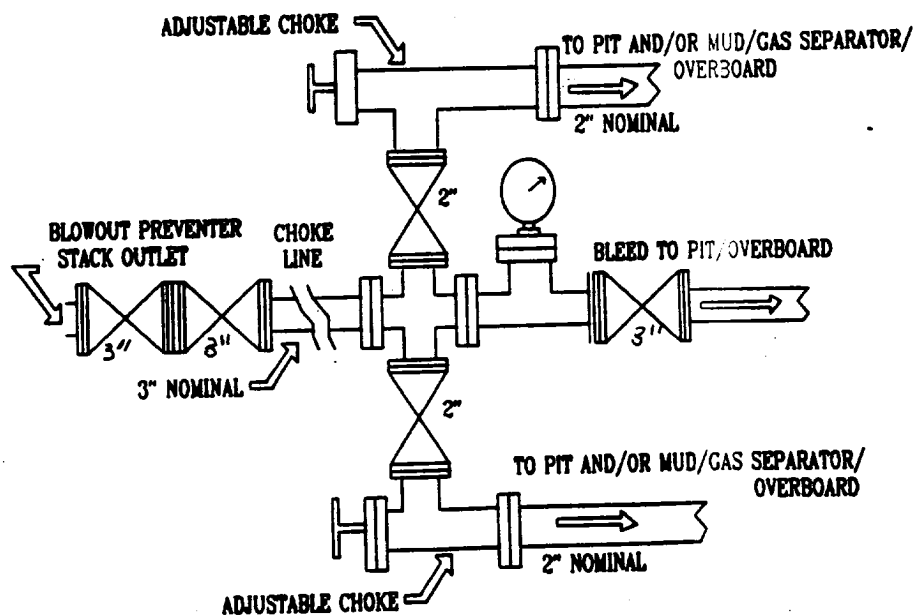 ADJUSTABLE CHOKE
TO PIT AND/OR MUD/GAS SEPARATOR/
OVERBOARD
2" NOMINAL
2"
BLOWOUT PREVENTER
STACK OUTLET
CHOKE
LINE
BLEED TO PIT/OVERBOARD
3"
3"
3"
3" NOMINAL
2"
TO PIT AND/OR MUD/GAS SEPARATOR/
OVERBOARD
2" NOMINAL
ADJUSTABLE CHOKE